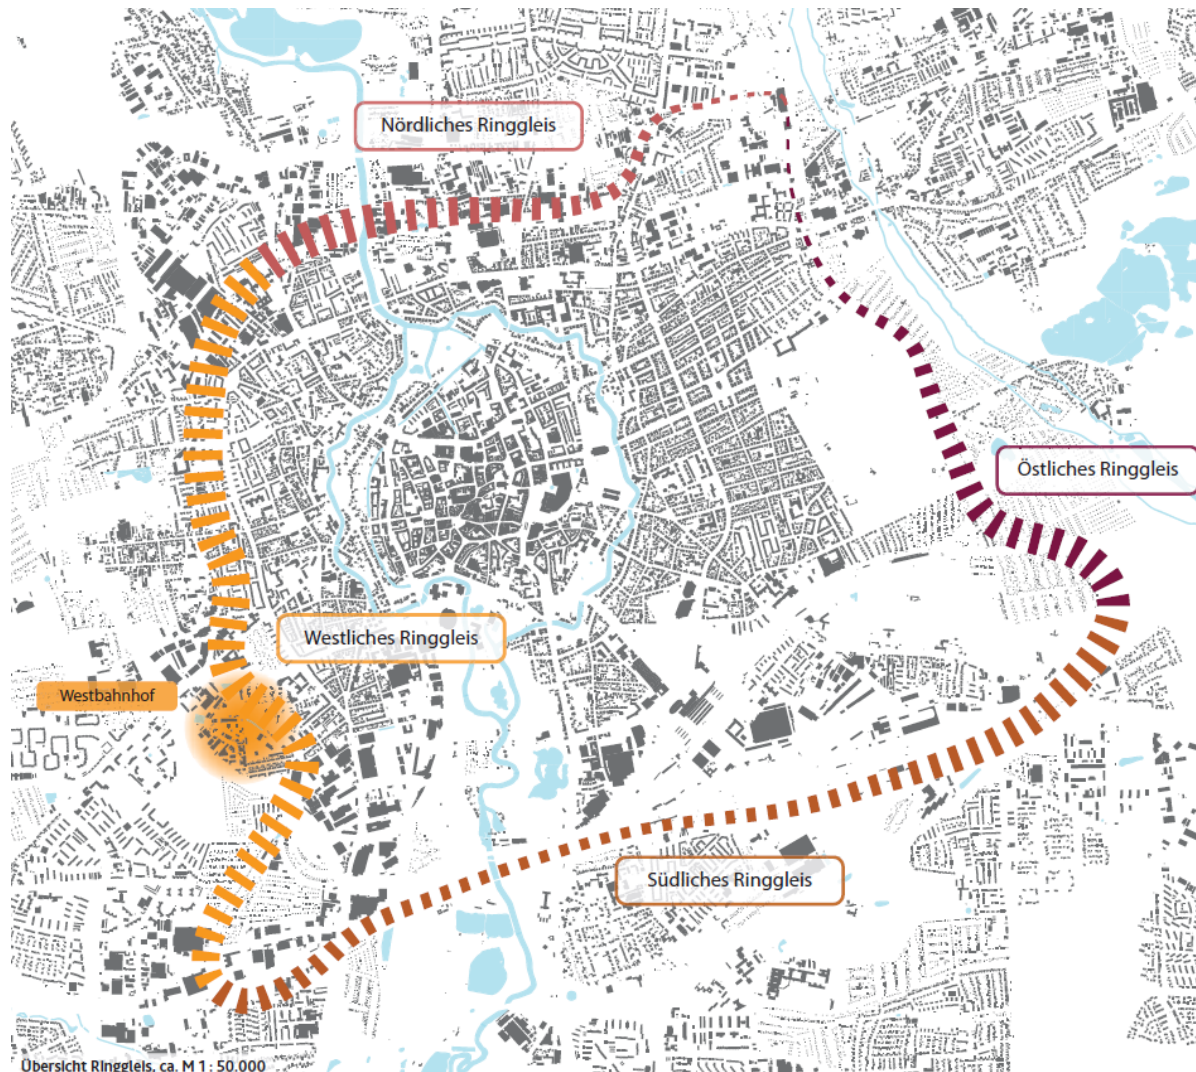 Nördliches Ringgleis
Östliches Ringgleis
Westliches Ringgleis
Westbahnhof
Südliches Ringgleis
Übersicht Ringgleis, ca. M 1 : 50.000